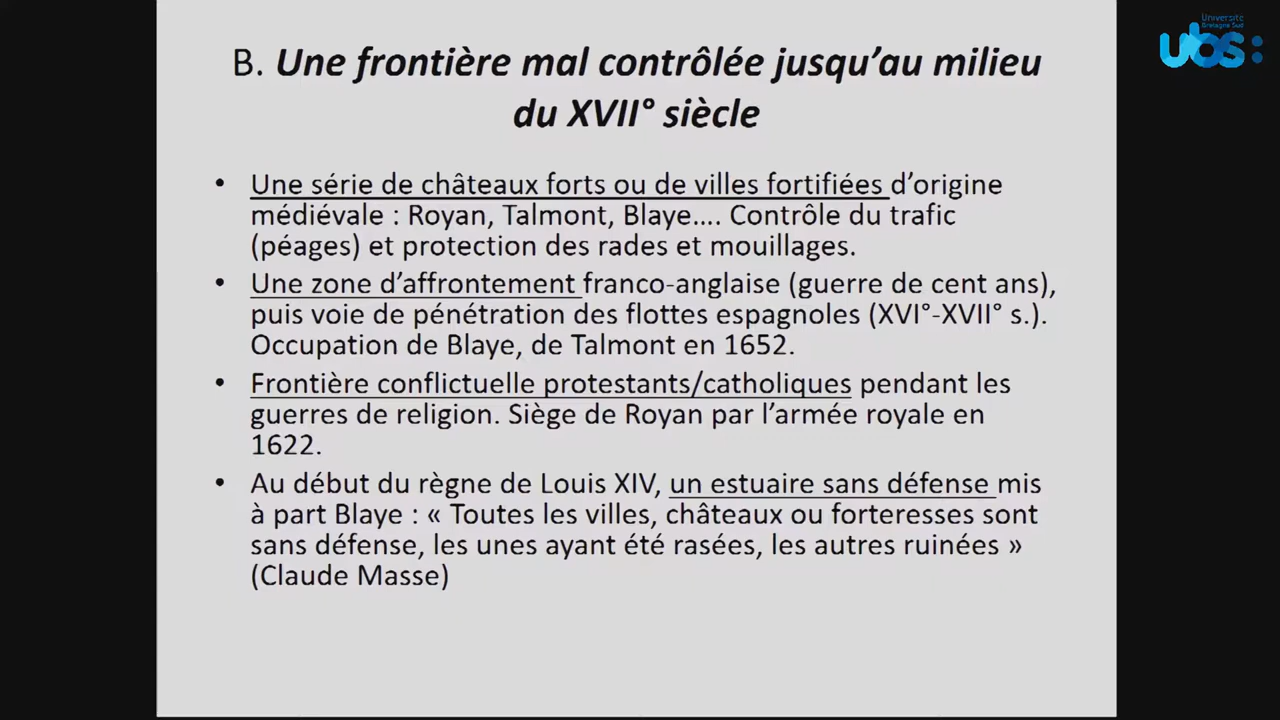 Université
Bretagne Sud
ubs:
B. Une frontière mal contrôlée jusqu’au milieu
du XVII° siècle
• Une série de châteaux forts ou de villes fortifiées d’origine
médiévale : Royan, Talmont, Blaye…. Contrôle du trafic
(péages) et protection des rades et mouillages.
• Une zone d’affrontement franco-anglaise (guerre de cent ans),
puis voie de pénétration des flottes espagnoles (XVI°-XVII° s.).
Occupation de Blaye, de Talmont en 1652.
• Frontière conflictuelle protestants/catholiques pendant les
guerres de religion. Siège de Royan par l’armée royale en
1622.
• Au début du règne de Louis XIV, un estuaire sans défense mis
à part Blaye : « Toutes les villes, châteaux ou forteresses sont
sans défense, les unes ayant été rasées, les autres ruinées »
(Claude Masse)